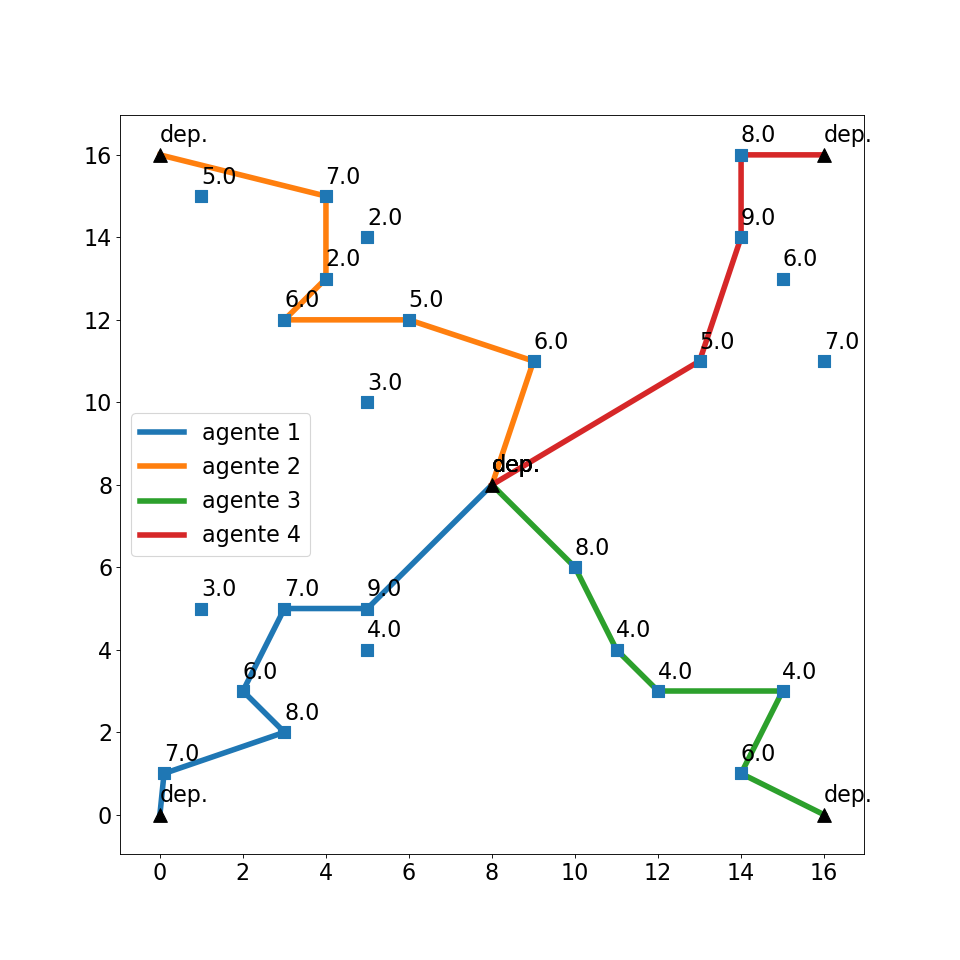 dep. 8.0 dep.
16
5.0 7.0
2.0 9.0
14
2.0 6.0
6.0 5.0
12
6.0 5.0 7.0
3.0
10
agente 1
agente 2
agente 3
agente 4
dep.
dep.
8
8.0
6
3.0 7.0 9.0
4.0 4.0
4
6.0 4.0 4.0
8.0
2
7.0 6.0
dep. dep.
0
0 2 4 6 8 10 12 14 16